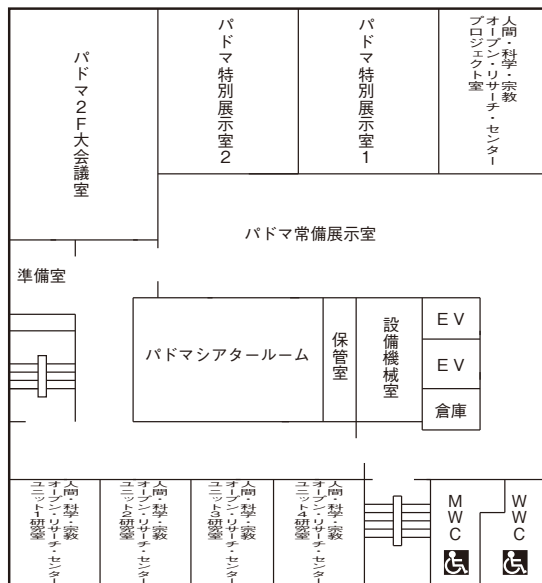 パドマ2F大会議室
パドマ特別展示室2
パドマ特別展示室1
人間・科学・宗教
オープン・リサーチ・センター
プロジェクト室
パドマ常備展示室
準備室
パドマシアタールーム
保管室
設備機械室
EV
EV
倉庫
人間・科学・宗教
オープン・リサーチ・センター
ユニット1研究室
人間・科学・宗教
オープン・リサーチ・センター
ユニット2研究室
人間・科学・宗教
オープン・リサーチ・センター
ユニット3研究室
人間・科学・宗教
オープン・リサーチ・センター
ユニット4研究室
MWC
WWC